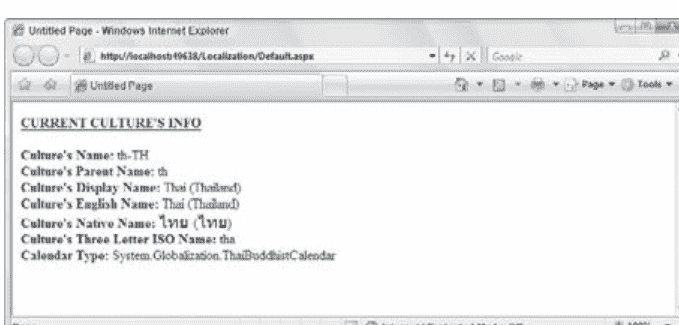 Untitled Page - Windows Internet Explorer
http://localhost:49638/Localization/Default.aspx
Google
Untitled Page
Page Tools
CURRENT CULTURE'S INFO
Culture's Name: th-TH
Culture's Parent Name: th
Culture's Display Name: Thai (Thailand)
Culture's English Name: Thai (Thailand)
Culture's Native Name: ไทย (ไทย)
Culture's Three Letter ISO Name: tha
Calendar Type: System.Globalization.ThaiBuddhistCalendar
100%